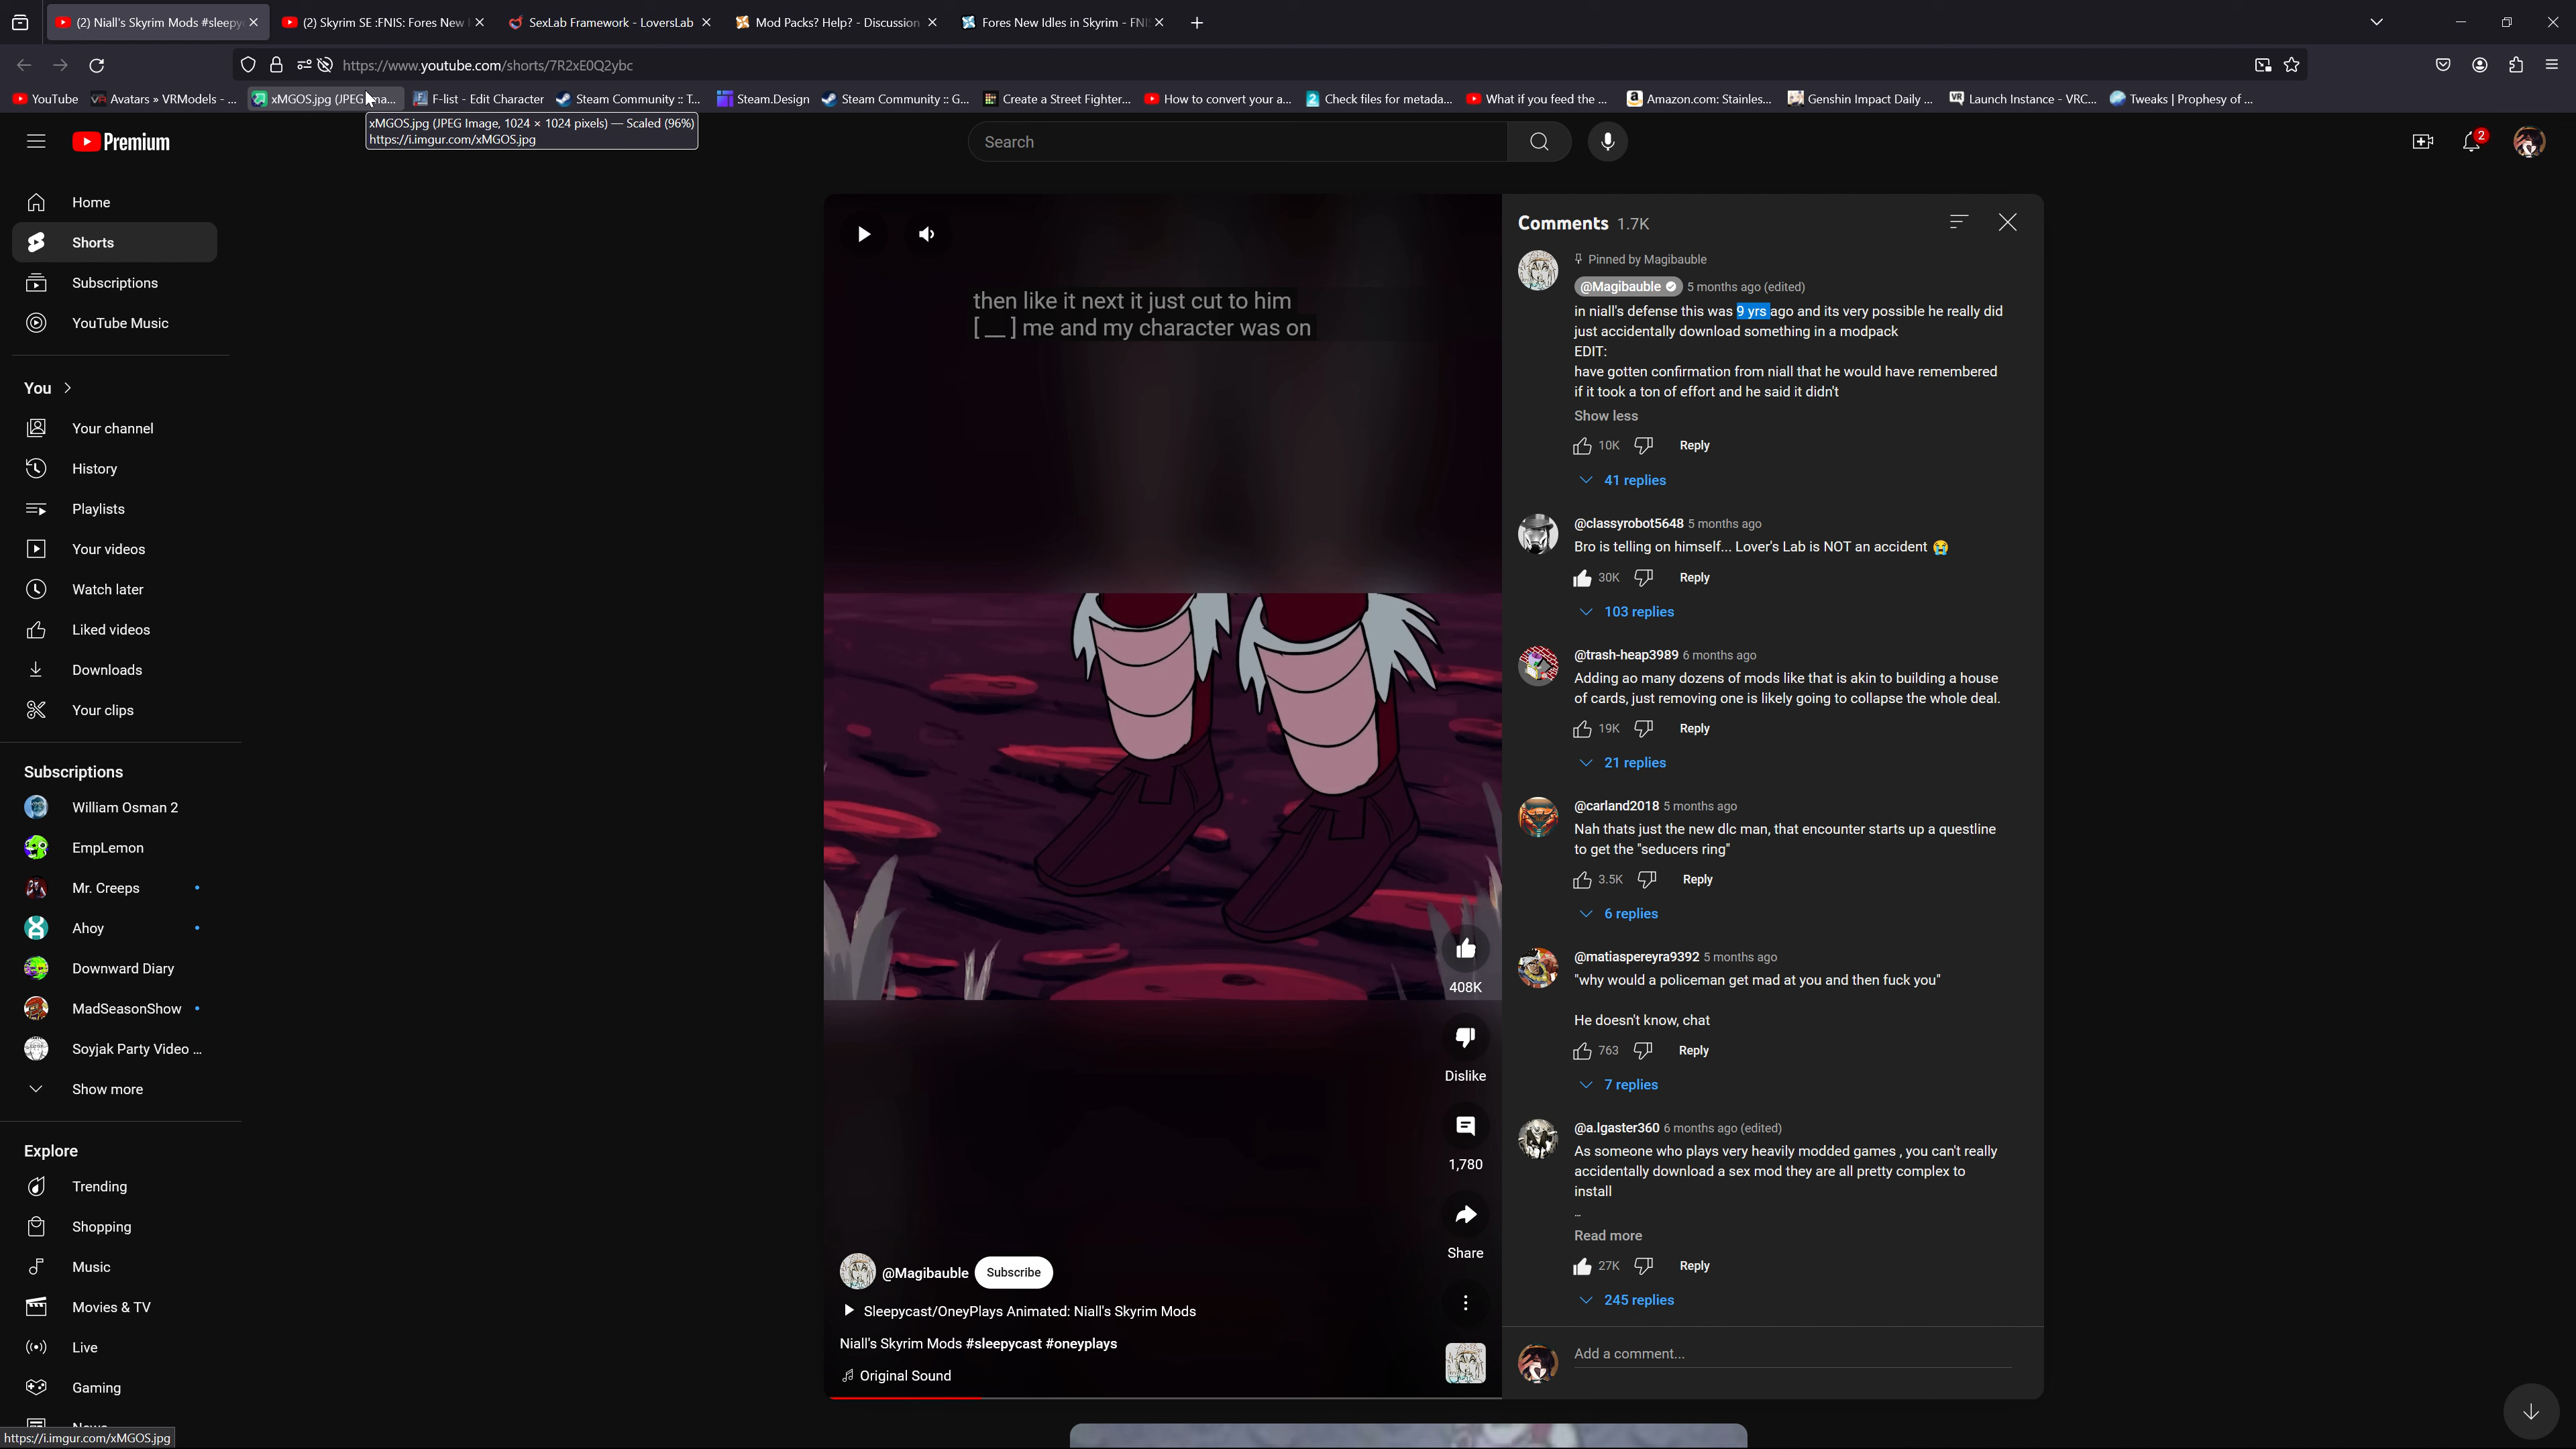 (2) Niall's Skyrim Mods #sleepy
(2) Skyrim SE :FNIS: Fores New
SexLab Framework - LoversLab
Mod Packs? Help? - Discussion
Fores New Idles in Skyrim - FNI
https://www.youtube.com/shorts/7R2xE0Q2ybc
YouTube
Avatars » VRModels - ...
xMGOS.jpg (JPEG Ima...
F-list - Edit Character
Steam Community :: T...
Steam.Design
Steam Community :: G...
Create a Street Fighter...
How to convert your a...
Check files for metada...
What if you feed the ...
Amazon.com: Stainles...
Genshin Impact Daily ...
Launch Instance - VRC...
Tweaks | Prophesy of ...
xMGOS.jpg (JPEG Image, 1024 × 1024 pixels) — Scaled (96%)
https://i.imgur.com/xMGOS.jpg
Premium
Search
2
Home
Shorts
Subscriptions
YouTube Music
You
Your channel
History
Playlists
Your videos
Watch later
Liked videos
Downloads
Your clips
Subscriptions
William Osman 2
EmpLemon
Mr. Creeps
Ahoy
Downward Diary
MadSeasonShow
Soyjak Party Video ...
Show more
Explore
Trending
Shopping
Music
Movies & TV
Live
Gaming
News
https://i.imgur.com/xMGOS.jpg
then like it next it just cut to him
[ __ ] me and my character was on
408K
Dislike
1,780
Share
@Magibauble
Subscribe
Sleepycast/OneyPlays Animated: Niall's Skyrim Mods
Niall's Skyrim Mods #sleepycast #oneyplays
Original Sound
Comments 1.7K
Pinned by Magibauble
@Magibauble 5 months ago (edited)
in niall's defense this was 9 yrs ago and its very possible he really did
just accidentally download something in a modpack
EDIT:
have gotten confirmation from niall that he would have remembered
if it took a ton of effort and he said it didn't
Show less
10K Reply
41 replies
@classyrobot5648 5 months ago
Bro is telling on himself... Lover's Lab is NOT an accident 😭
30K Reply
103 replies
@trash-heap3989 6 months ago
Adding ao many dozens of mods like that is akin to building a house
of cards, just removing one is likely going to collapse the whole deal.
19K Reply
21 replies
@carland2018 5 months ago
Nah thats just the new dlc man, that encounter starts up a questline
to get the "seducers ring"
3.5K Reply
6 replies
@matiaspereyra9392 5 months ago
"why would a policeman get mad at you and then fuck you"
He doesn't know, chat
763 Reply
7 replies
@a.lgaster360 6 months ago (edited)
As someone who plays very heavily modded games , you can't really
accidentally download a sex mod they are all pretty complex to
install
...
Read more
27K Reply
245 replies
Add a comment...